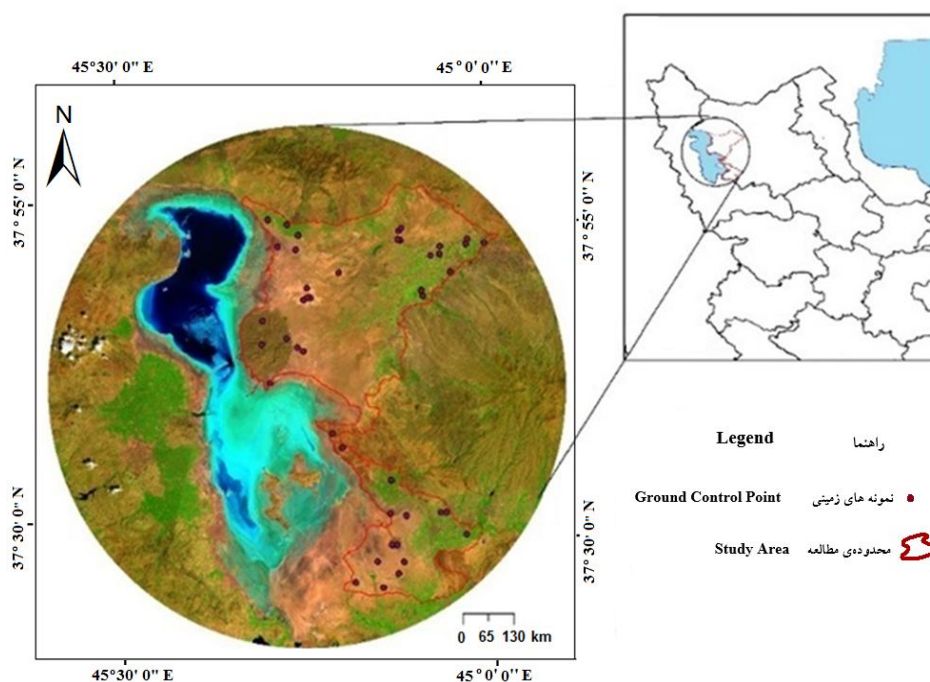 45°30' 0'' E
45° 0' 0'' E
N
37° 55' 0'' N
37° 55' 0'' N
37° 30' 0'' N
37° 30' 0'' N
0 65 130 km
45°30' 0'' E
45° 0' 0'' E
Legend راهنما
Ground Control Point نمونه های زمینی
Study Area محدوده‌ی مطالعه